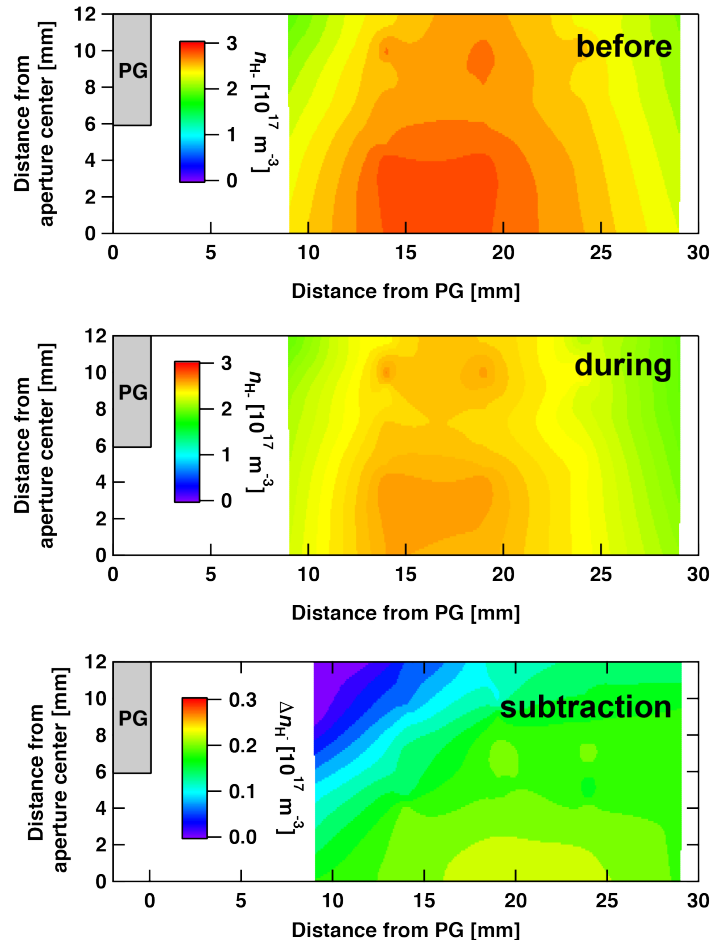 12
10
8
6
4
2
0
Distance from
aperture center [mm]
PG
3
2
1
0
nH- [10^17 m^-3]
before
0 5 10 15 20 25 30
Distance from PG [mm]
12
10
8
6
4
2
0
Distance from
aperture center [mm]
PG
3
2
1
0
nH- [10^17 m^-3]
during
0 5 10 15 20 25 30
Distance from PG [mm]
12
10
8
6
4
2
0
Distance from
aperture center [mm]
PG
0.3
0.2
0.1
0.0
ΔnH- [10^17 m^-3]
subtraction
0 10 15 20 25 30
Distance from PG [mm]